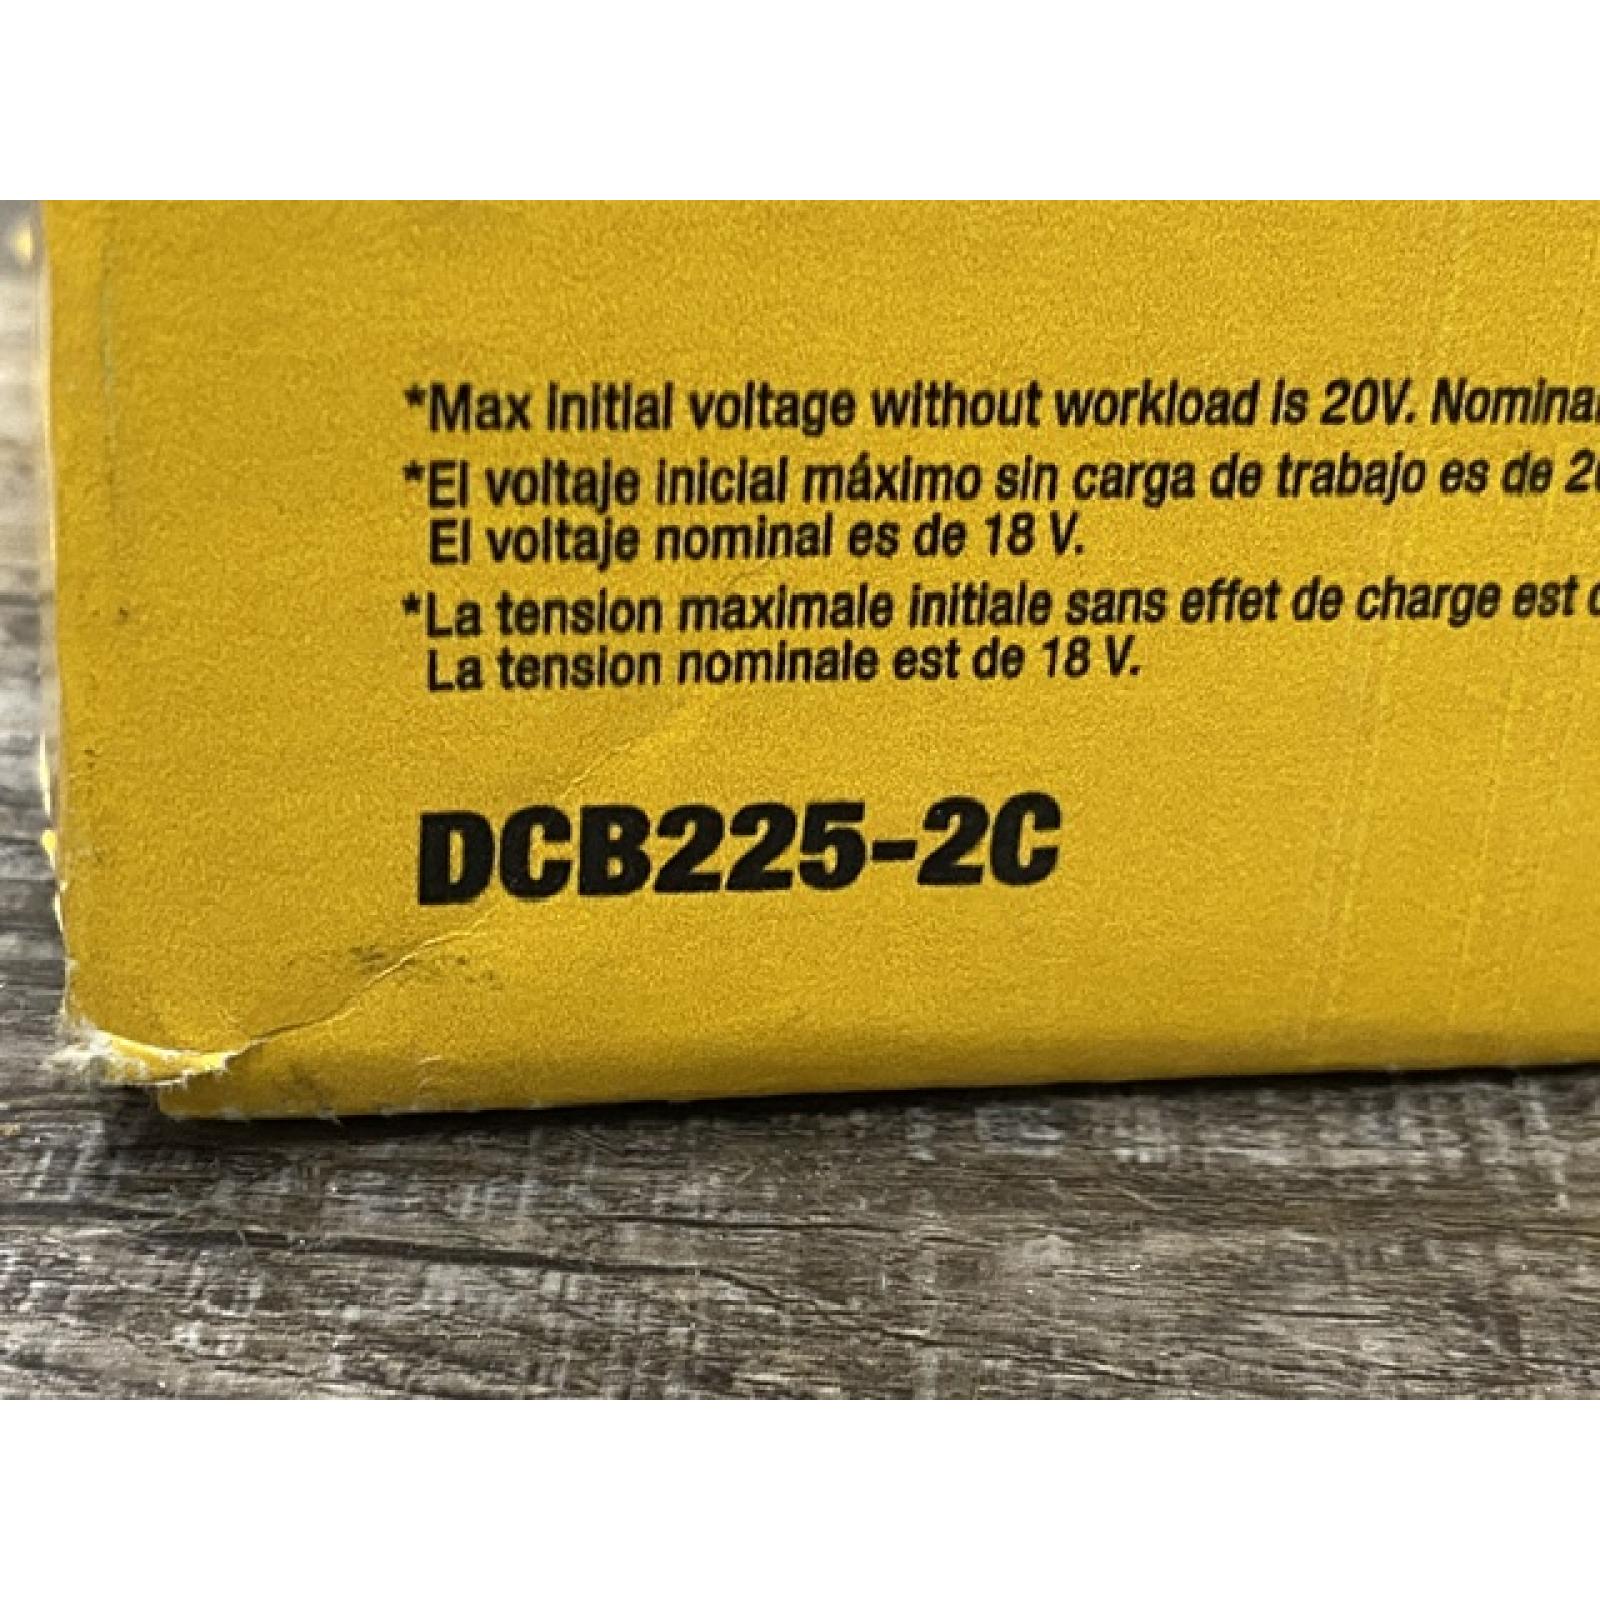 *Max initial voltage without workload is 20V. Nominal
*El voltaje inicial máximo sin carga de trabajo es de
El voltaje nominal es de 18 V.
*La tension maximale initiale sans effet de charge est
La tension nominale est de 18 V.
DCB225-2C